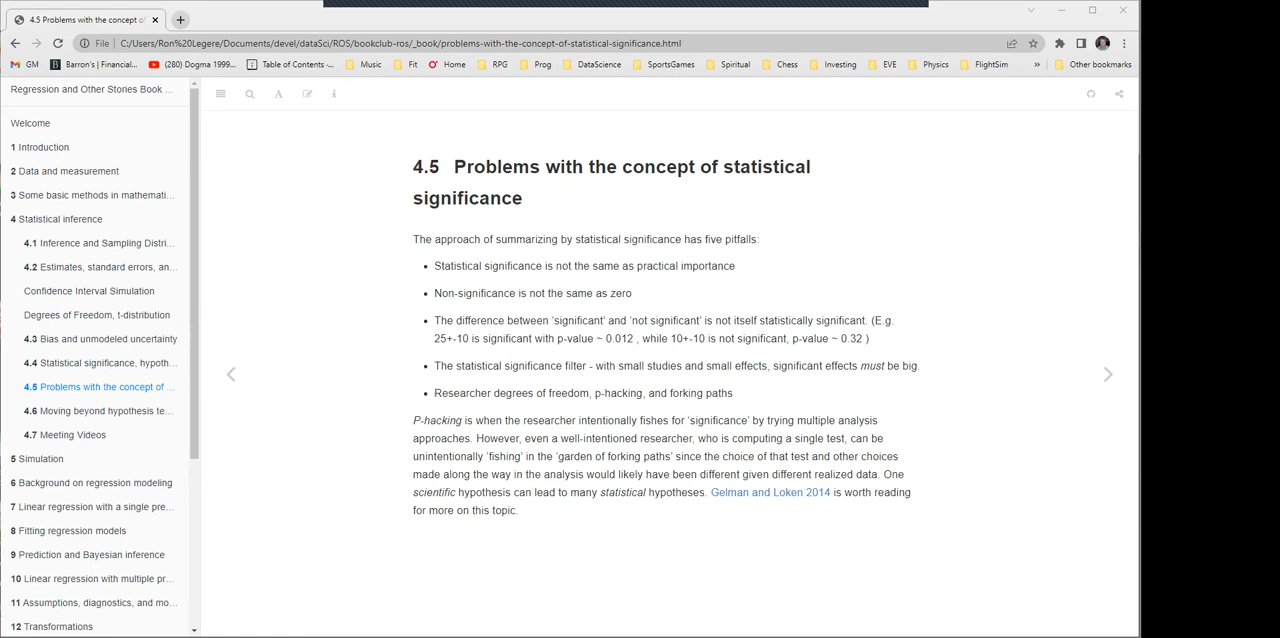 4.5 Problems with the concept of
File
C:/Users/Ron%20Legere/Documents/devel/dataSci/ROS/bookclub-ros/_book/problems-with-the-concept-of-statistical-significance.html
GM
Barron's | Financial...
(280) Dogma 1999...
Table of Contents -...
Music
Fit
Home
RPG
Prog
DataScience
SportsGames
Spiritual
Chess
Investing
EVE
Physics
FlightSim
»
Other bookmarks
Regression and Other Stories Book ...
Welcome
1 Introduction
2 Data and measurement
3 Some basic methods in mathemati...
4 Statistical inference
4.1 Inference and Sampling Distri...
4.2 Estimates, standard errors, an...
Confidence Interval Simulation
Degrees of Freedom, t-distribution
4.3 Bias and unmodeled uncertainty
4.4 Statistical significance, hypoth...
4.5 Problems with the concept of ...
4.6 Moving beyond hypothesis te...
4.7 Meeting Videos
5 Simulation
6 Background on regression modeling
7 Linear regression with a single pre...
8 Fitting regression models
9 Prediction and Bayesian inference
10 Linear regression with multiple pr...
11 Assumptions, diagnostics, and mo...
12 Transformations
4.5 Problems with the concept of statistical
significance
The approach of summarizing by statistical significance has five pitfalls:
• Statistical significance is not the same as practical importance
• Non-significance is not the same as zero
• The difference between ‘significant’ and ‘not significant’ is not itself statistically significant. (E.g.
25+-10 is significant with p-value ~ 0.012 , while 10+-10 is not significant, p-value ~ 0.32 )
• The statistical significance filter - with small studies and small effects, significant effects must be big.
• Researcher degrees of freedom, p-hacking, and forking paths
P-hacking is when the researcher intentionally fishes for ‘significance’ by trying multiple analysis
approaches. However, even a well-intentioned researcher, who is computing a single test, can be
unintentionally ‘fishing’ in the ‘garden of forking paths’ since the choice of that test and other choices
made along the way in the analysis would likely have been different given different realized data. One
scientific hypothesis can lead to many statistical hypotheses. Gelman and Loken 2014 is worth reading
for more on this topic.